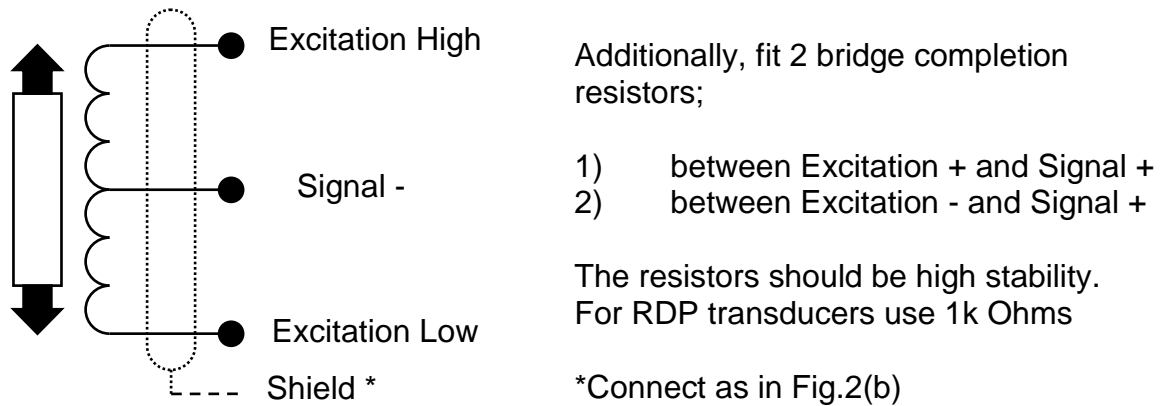 Excitation High
Signal -
Excitation Low
Shield *
Additionally, fit 2 bridge completion
resistors;
1) between Excitation + and Signal +
2) between Excitation - and Signal +
The resistors should be high stability.
For RDP transducers use 1k Ohms
*Connect as in Fig.2(b)